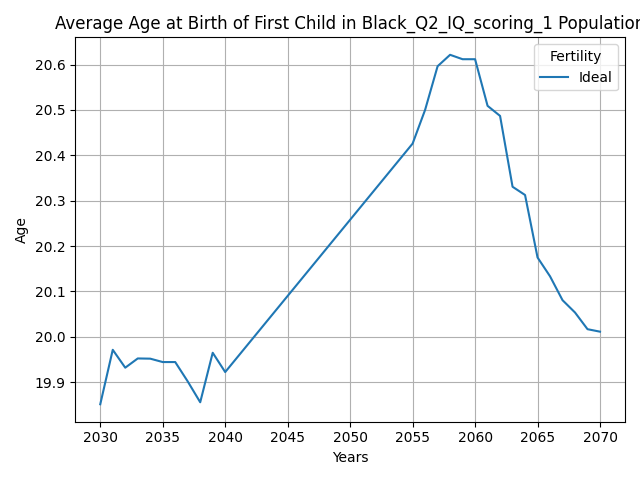 Average Age at Birth of First Child in Black_Q2_IQ_scoring_1 Population
Fertility
Ideal
20.6
20.5
20.4
20.3
20.2
20.1
20.0
19.9
Age
2030 2035 2040 2045 2050 2055 2060 2065 2070
Years